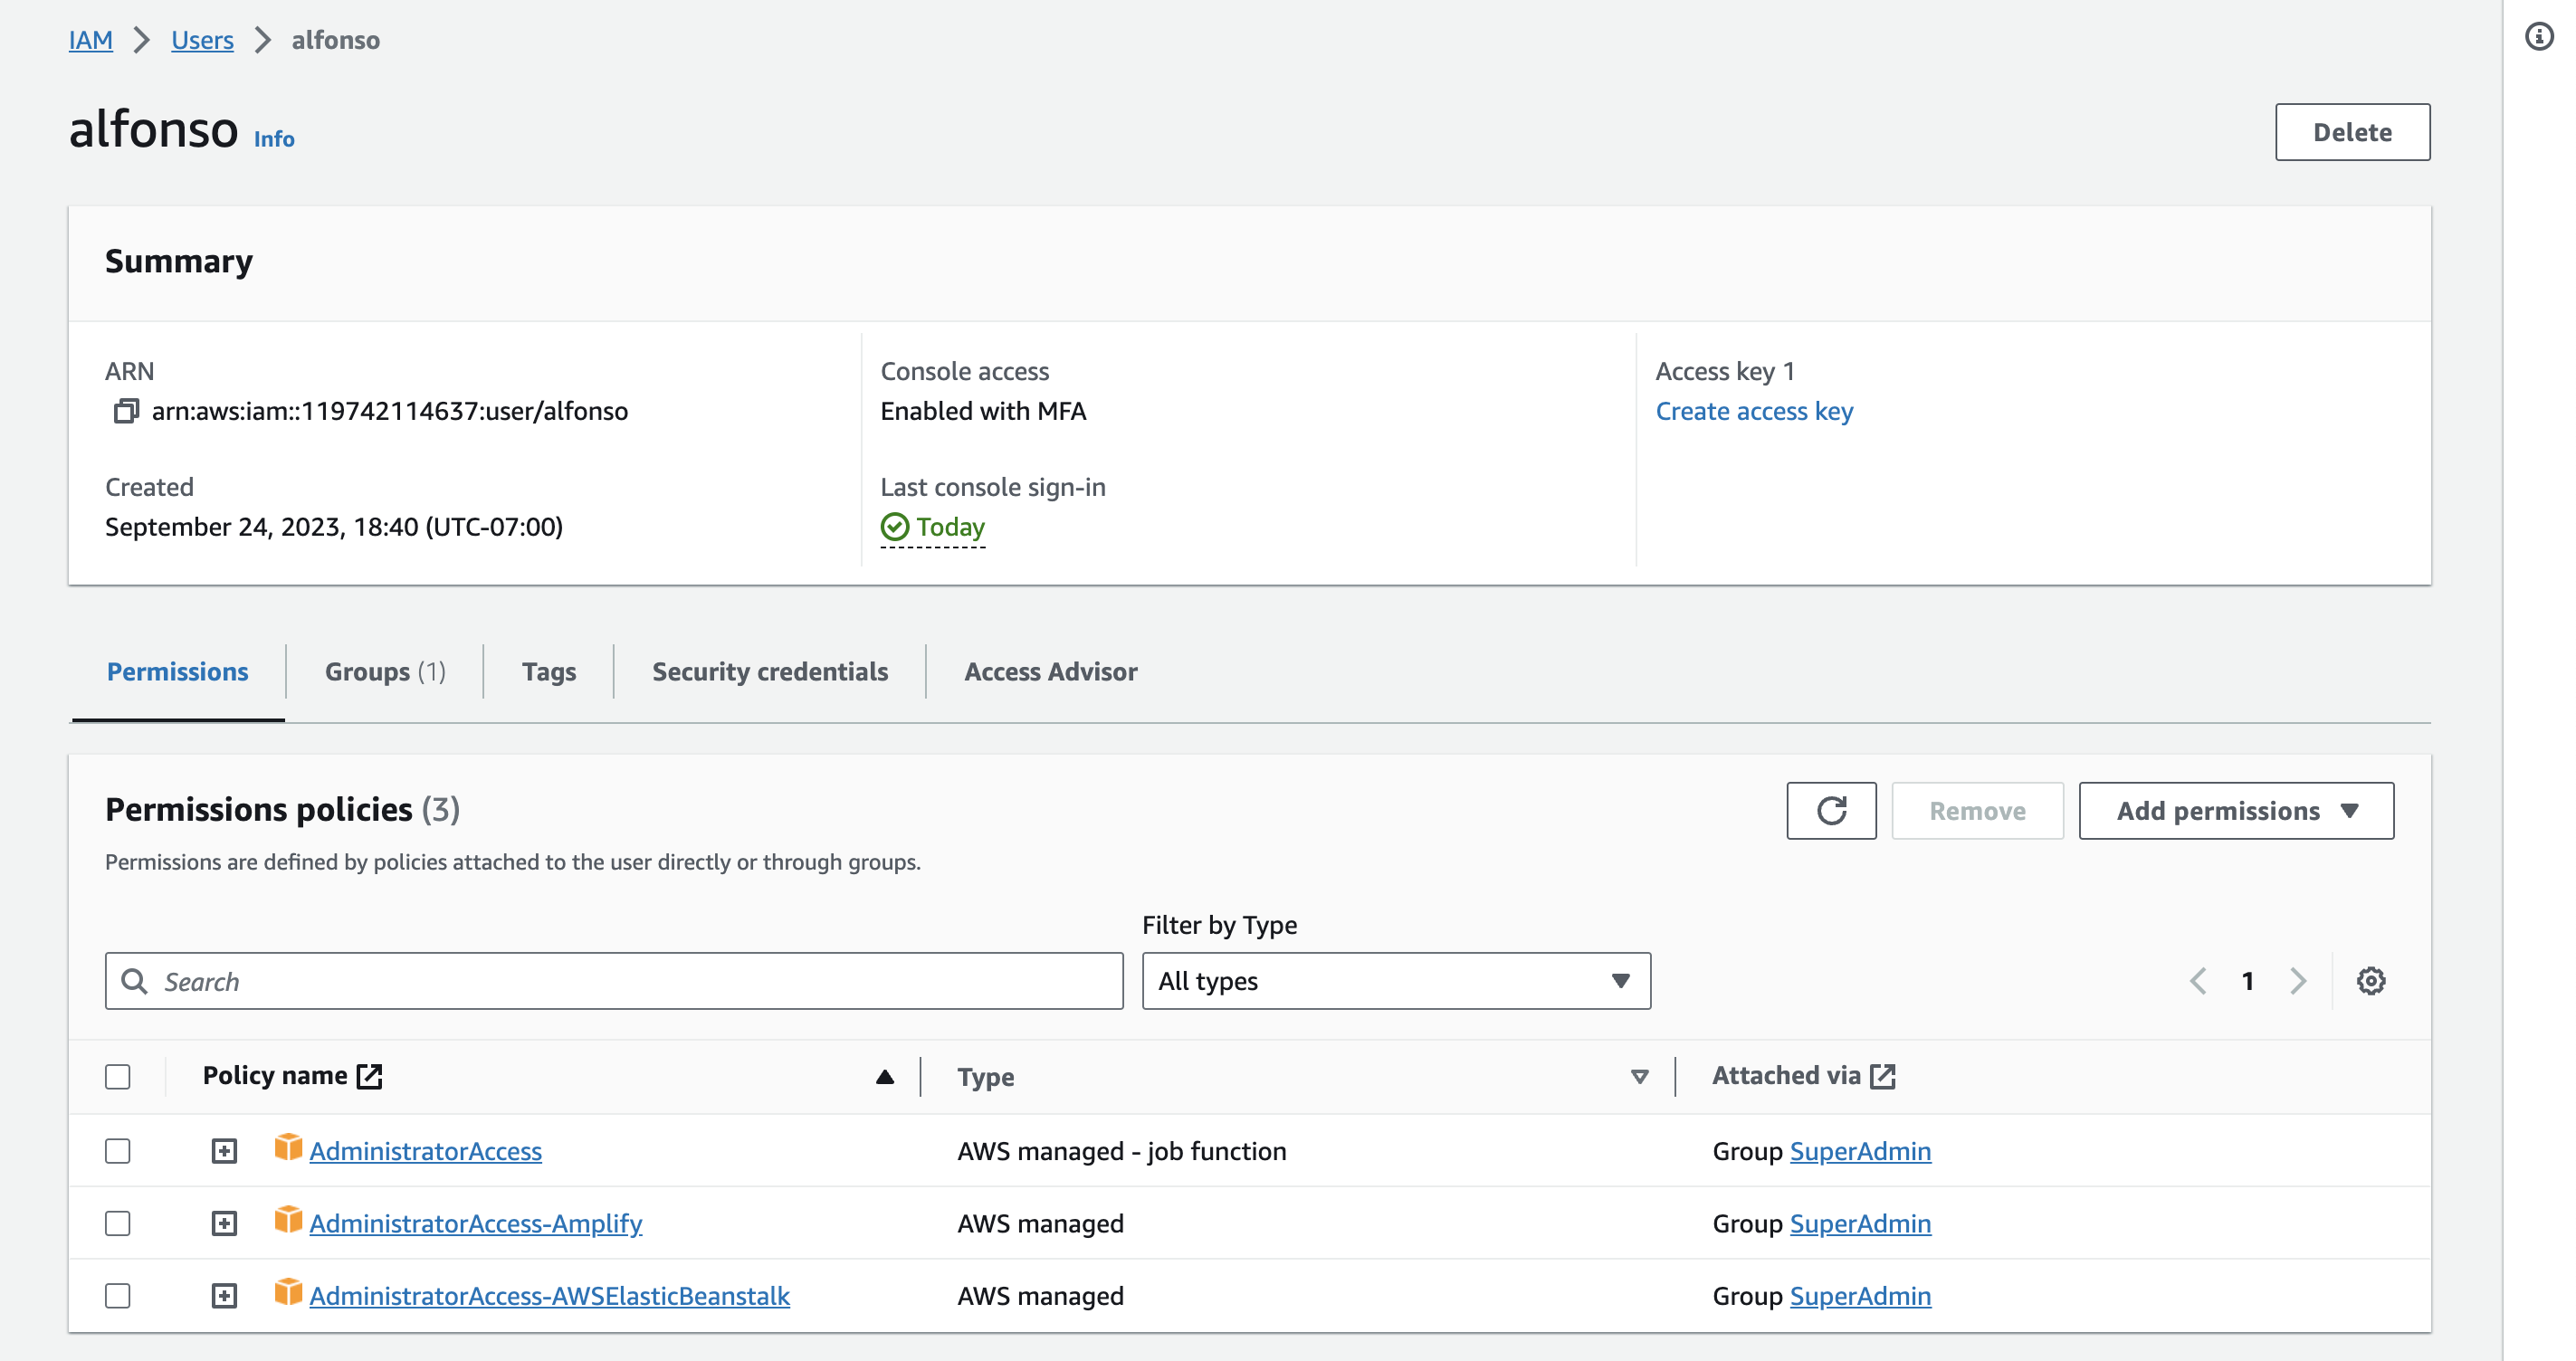 IAM > Users > alfonso
alfonso Info
Delete
Summary
ARN
arn:aws:iam::119742114637:user/alfonso
Created
September 24, 2023, 18:40 (UTC-07:00)
Console access
Enabled with MFA
Last console sign-in
Today
Access key 1
Create access key
Permissions
Groups (1)
Tags
Security credentials
Access Advisor
Permissions policies (3)
Permissions are defined by policies attached to the user directly or through groups.
Remove
Add permissions
Filter by Type
Search
All types
1
Policy name Type Attached via
AdministratorAccess AWS managed - job function Group SuperAdmin
AdministratorAccess-Amplify AWS managed Group SuperAdmin
AdministratorAccess-AWSElasticBeanstalk AWS managed Group SuperAdmin